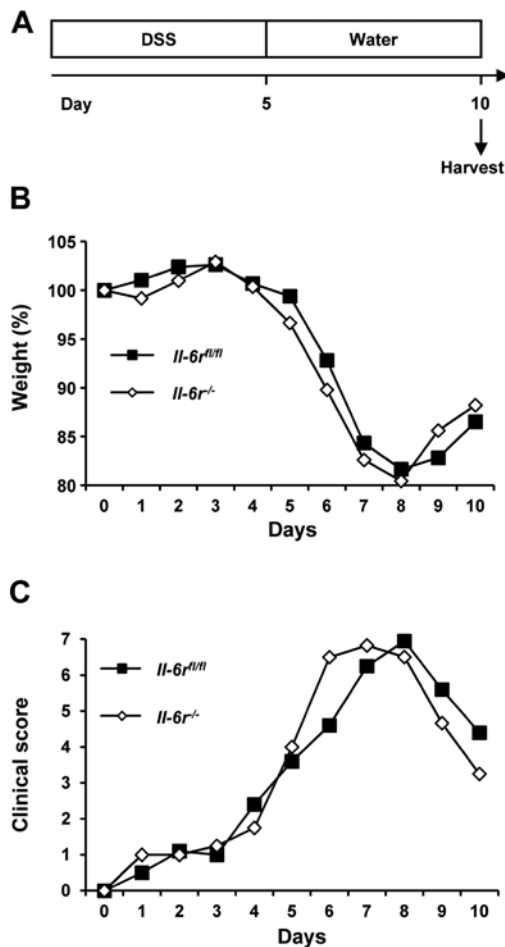 A
DSS Water
Day 5 10
Harvest
B
105
100
95
90
85
80
Weight (%)
Il-6r^fl/fl
Il-6r^-/-
0 1 2 3 4 5 6 7 8 9 10
Days
C
7
6
5
4
3
2
1
0
Clinical score
Il-6r^fl/fl
Il-6r^-/-
0 1 2 3 4 5 6 7 8 9 10
Days